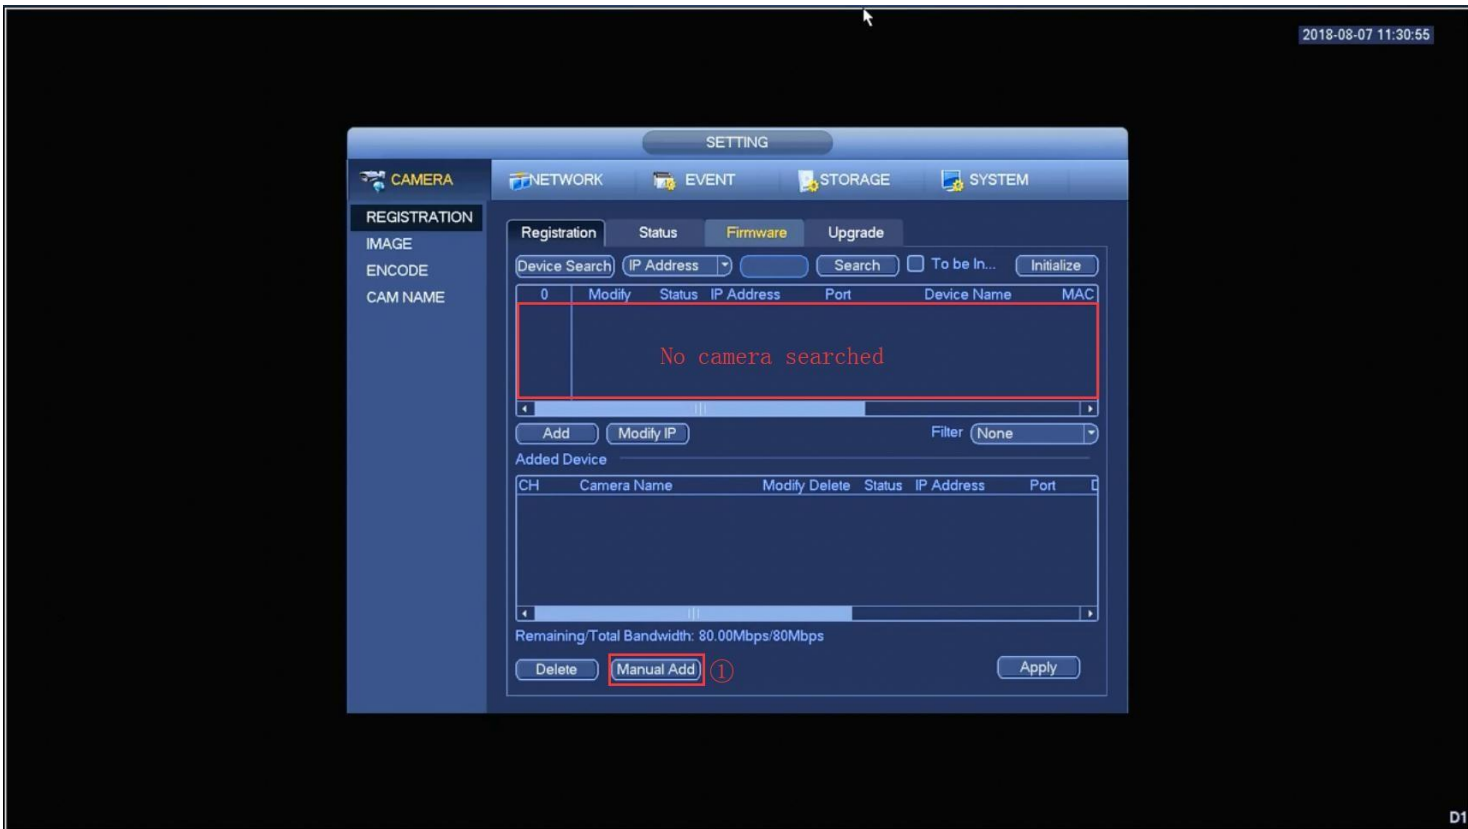 2018-08-07 11:30:55
SETTING
CAMERA NETWORK EVENT STORAGE SYSTEM
REGISTRATION
IMAGE
ENCODE
CAM NAME
Registration Status Firmware Upgrade
Device Search IP Address Search To be In... Initialize
0 Modify Status IP Address Port Device Name MAC
No camera searched
Add Modify IP Filter None
Added Device
CH Camera Name Modify Delete Status IP Address Port D
Remaining/Total Bandwidth: 80.00Mbps/80Mbps
Delete Manual Add ① Apply
D1